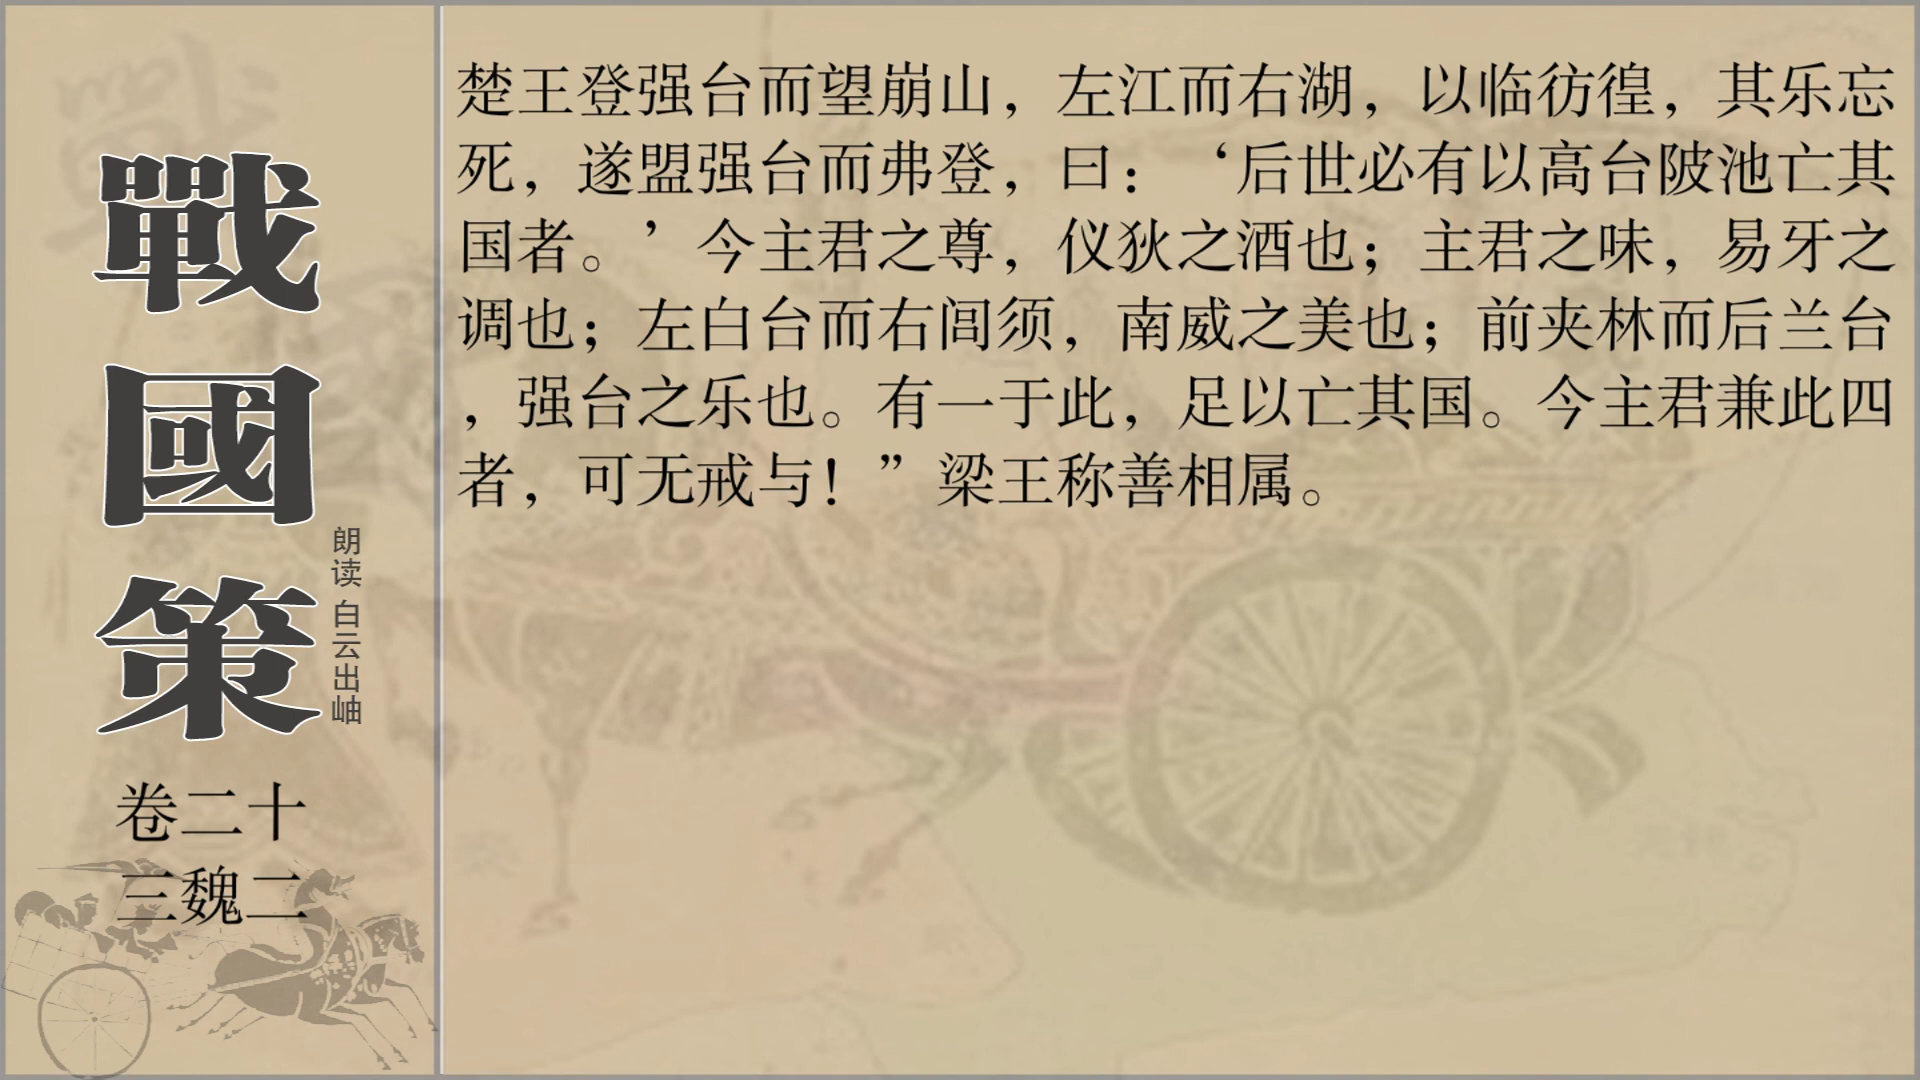 戰國策
朗读 白云出岫
卷二十
三魏二
楚王登强台而望崩山，左江而右湖，以临彷徨，其乐忘
死，遂盟强台而弗登，曰：‘后世必有以高台陂池亡其
国者。’今主君之尊，仪狄之酒也；主君之味，易牙之
调也；左白台而右闾须，南威之美也；前夹林而后兰台
，强台之乐也。有一于此，足以亡其国。今主君兼此四
者，可无戒与！”梁王称善相属。